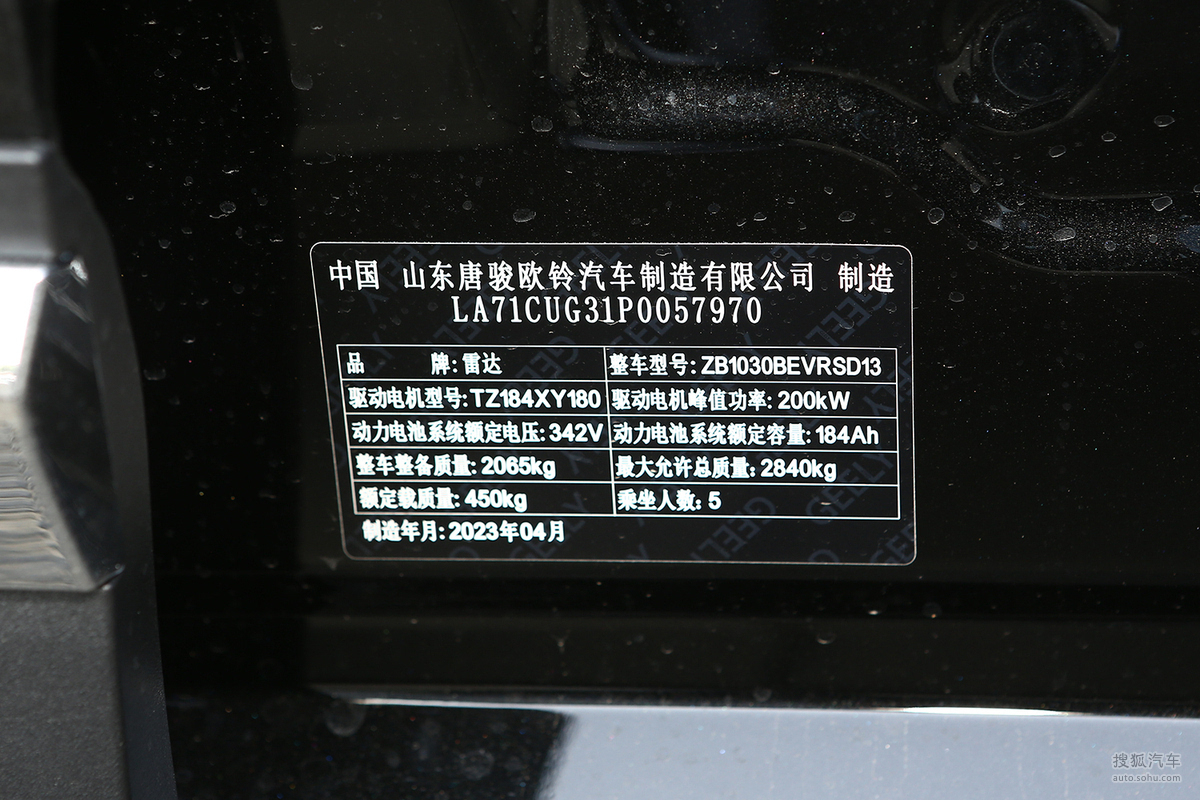 中国 山东唐骏欧铃汽车制造有限公司 制造
LA71CUG31P0057970
品 牌:雷达 整车型号:ZB1030BEVRSD13
驱动电机型号:TZ184XY180 驱动电机峰值功率:200kW
动力电池系统额定电压:342V 动力电池系统额定容量:184Ah
整车整备质量:2065kg 最大允许总质量:2840kg
额定载质量:450kg 乘坐人数:5
制造年月:2023年04月
搜狐汽车
auto.sohu.com